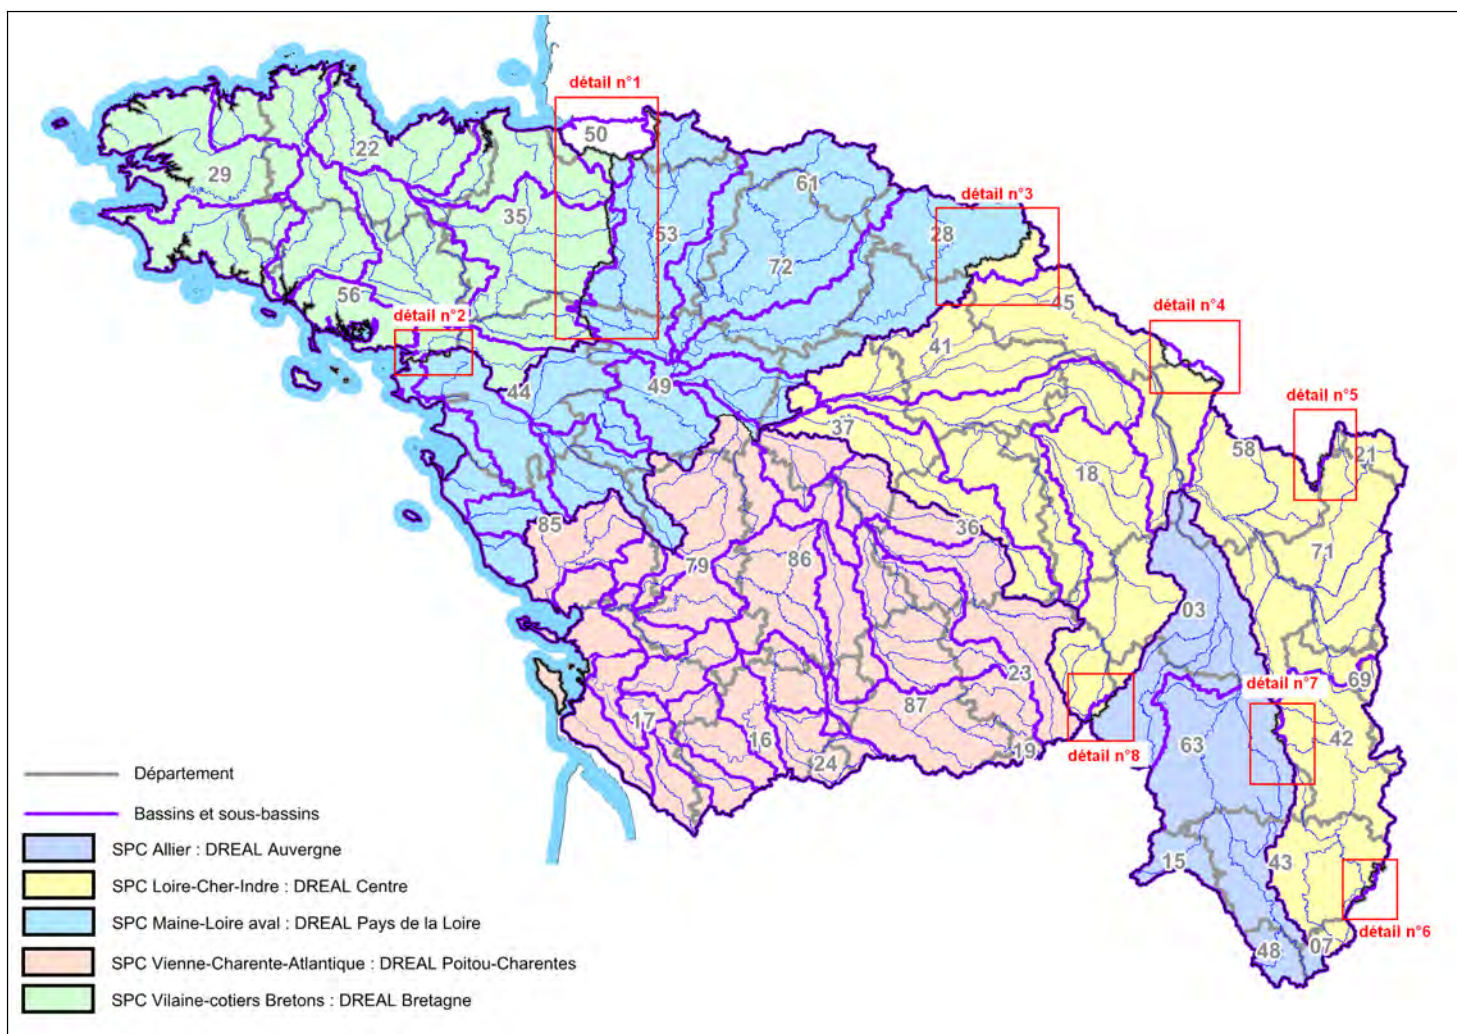 détail n°1
50
22
29
61
35
détail n°3
53
28
72
56
détail n°2
45
détail n°4
41
44
49
détail n°5
37
58
21
18
85
36
71
79
86
03
23
69
détail n°7
17
87
16
63
42
19
24
détail n°8
15
43
48
07
détail n°6
Département
Bassins et sous-bassins
SPC Allier : DREAL Auvergne
SPC Loire-Cher-Indre : DREAL Centre
SPC Maine-Loire aval : DREAL Pays de la Loire
SPC Vienne-Charente-Atlantique : DREAL Poitou-Charentes
SPC Vilaine-cotiers Bretons : DREAL Bretagne